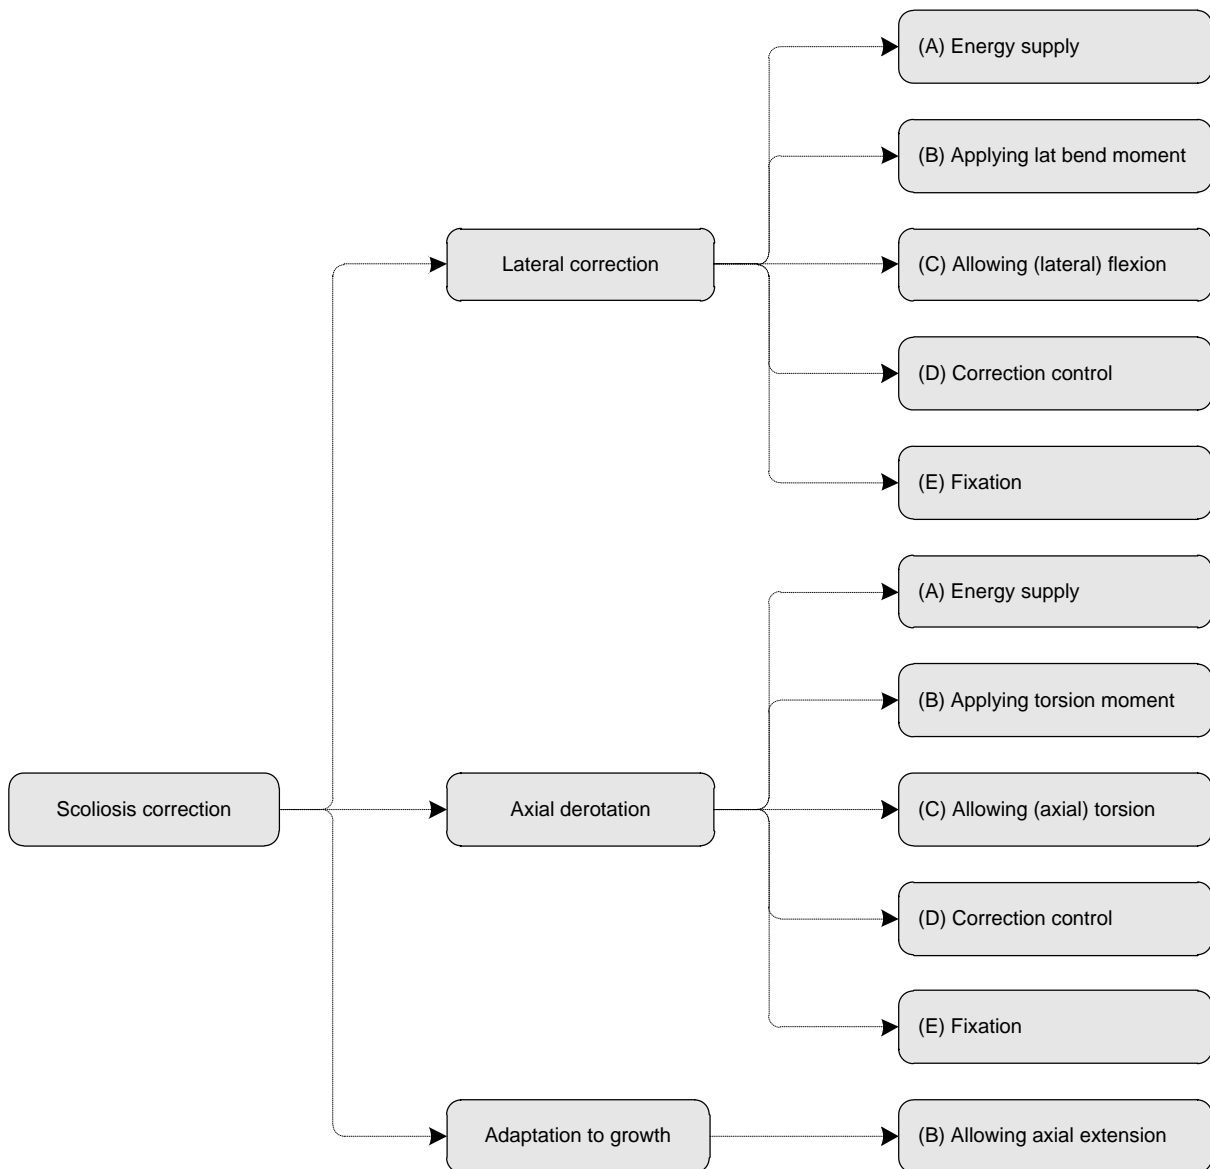 (A) Energy supply
(B) Applying lat bend moment
Lateral correction
(C) Allowing (lateral) flexion
(D) Correction control
(E) Fixation
(A) Energy supply
(B) Applying torsion moment
Scoliosis correction
Axial derotation
(C) Allowing (axial) torsion
(D) Correction control
(E) Fixation
Adaptation to growth
(B) Allowing axial extension